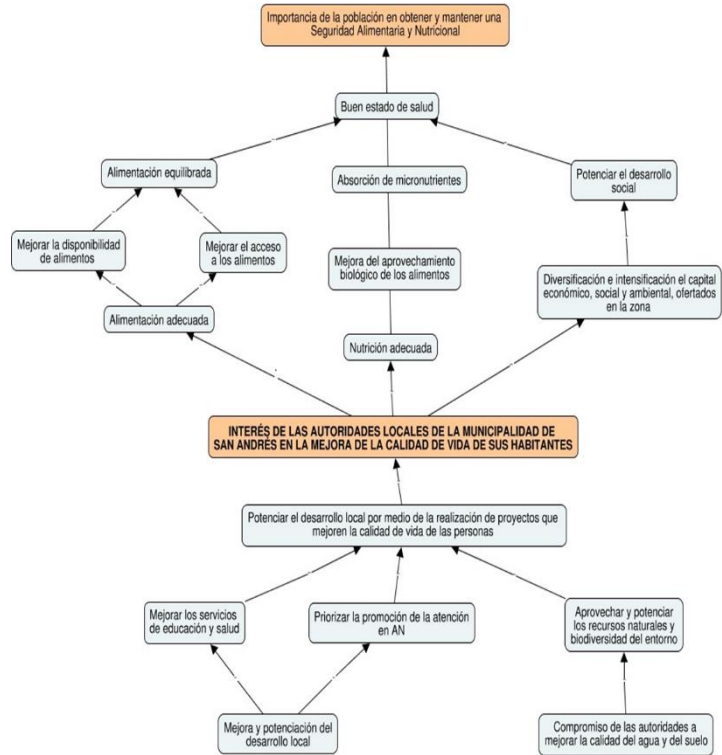 Importancia de la población en obtener y mantener una
Seguridad Alimentaria y Nutricional
Buen estado de salud
Alimentación equilibrada
Absorción de micronutrientes
Potenciar el desarrollo
social
Mejorar la disponibilidad
de alimentos
Mejorar el acceso
a los alimentos
Mejora del aprovechamiento
biológico de los alimentos
Diversificación e intensificación el capital
económico, social y ambiental, ofertados
en la zona
Alimentación adecuada
Nutrición adecuada
INTERÉS DE LAS AUTORIDADES LOCALES DE LA MUNICIPALIDAD DE
SAN ANDRÉS EN LA MEJORA DE LA CALIDAD DE VIDA DE SUS HABITANTES
Potenciar el desarrollo local por medio de la realización de proyectos que
mejoren la calidad de vida de las personas
Mejorar los servicios
de educación y salud
Priorizar la promoción de la atención
en AN
Aprovechar y potenciar
los recursos naturales y
biodiversidad del entorno
Mejora y potenciación del
desarrollo local
Compromiso de las autoridades a
mejorar la calidad del agua y del suelo